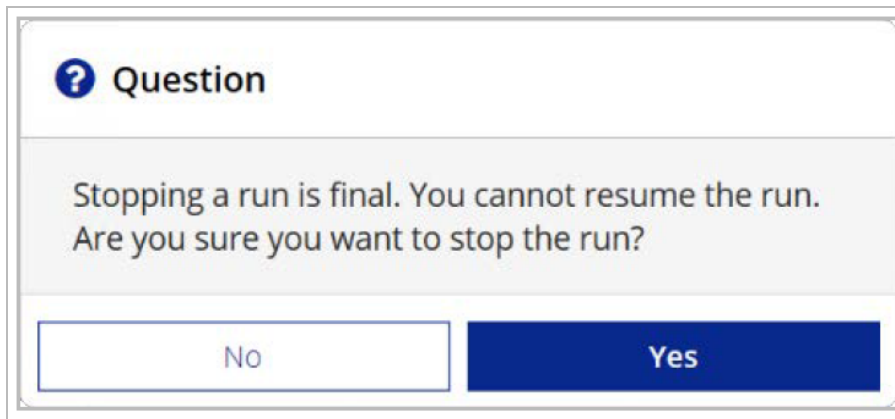 Question
Stopping a run is final. You cannot resume the run.
Are you sure you want to stop the run?
No
Yes